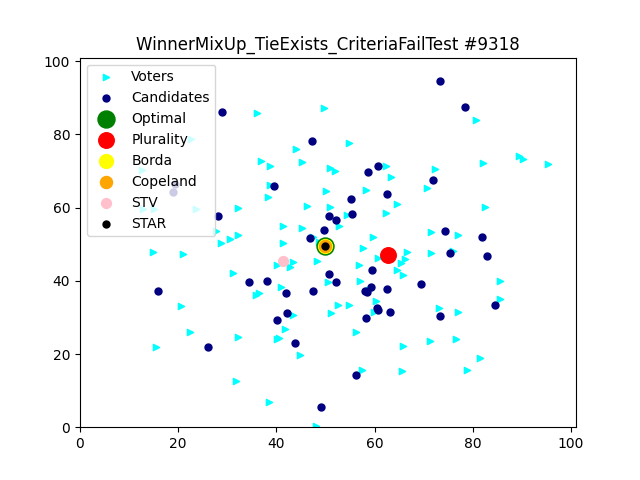 WinnerMixUp_TieExists_CriteriaFailTest #9318
100
80
60
40
20
0
Voters
Candidates
Optimal
Plurality
Borda
Copeland
STV
STAR
0 20 40 60 80 100